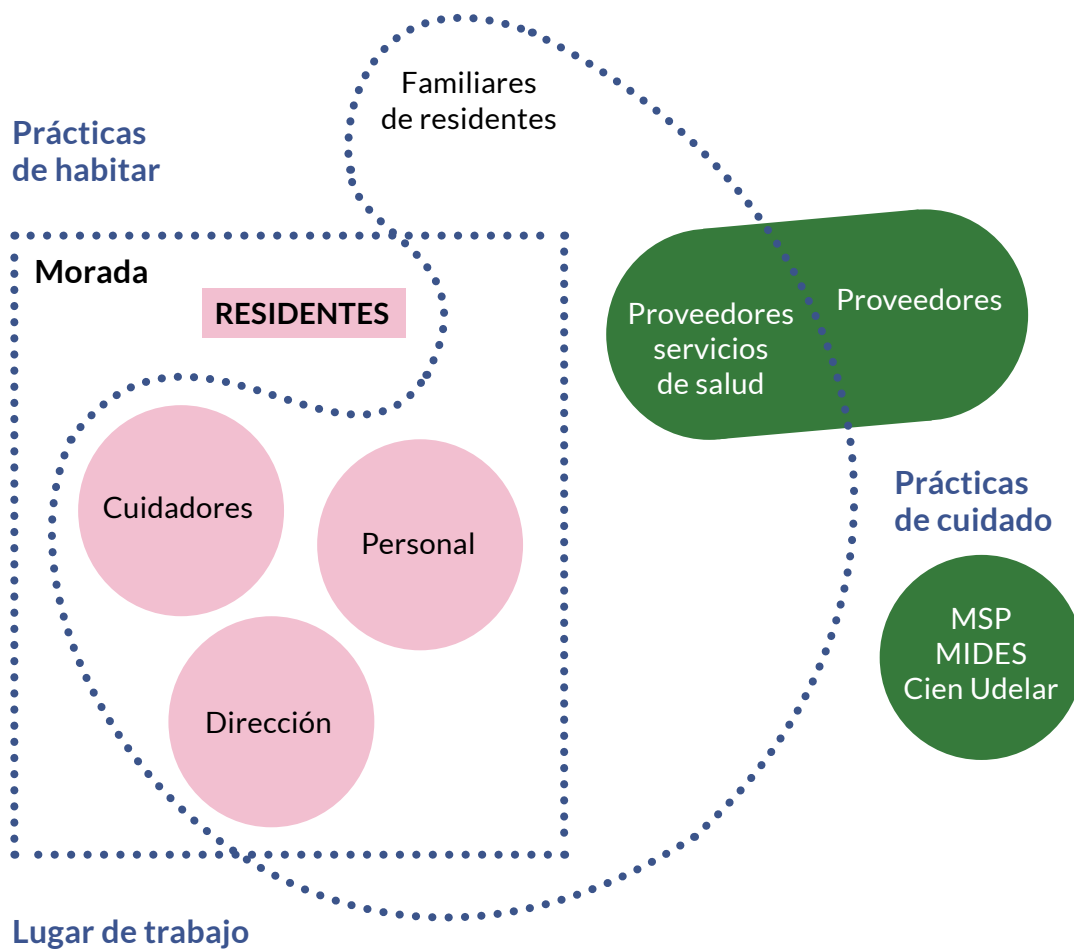 Familiares
de residentes
Prácticas
de habitar
Morada
RESIDENTES
Proveedores
servicios
de salud
Proveedores
Cuidadores
Personal
Dirección
Prácticas
de cuidado
MSP
MIDES
Cien Udelar
Lugar de trabajo